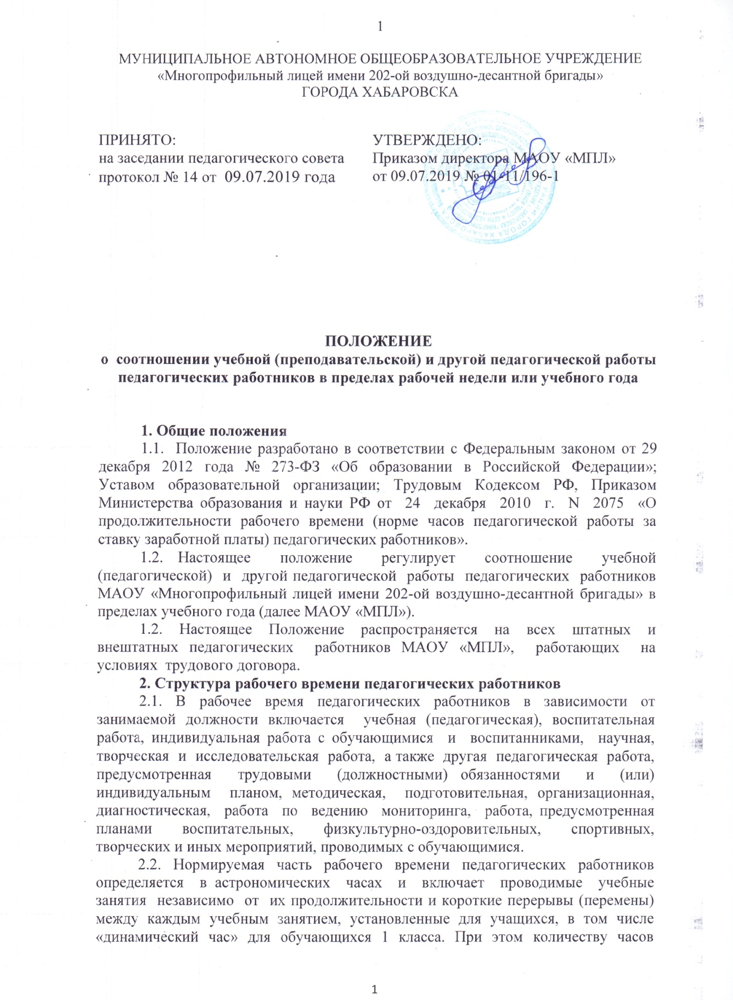 1
МУНИЦИПАЛЬНОЕ АВТОНОМНОЕ ОБЩЕОБРАЗОВАТЕЛЬНОЕ УЧРЕЖДЕНИЕ
«Многопрофильный лицей имени 202-ой воздушно-десантной бригады»
ГОРОДА ХАБАРОВСКА
ПРИНЯТО:
на заседании педагогического совета
протокол № 14 от 09.07.2019 года
УТВЕРЖДЕНО:
Приказом директора МАОУ «МПЛ»
от 09.07.2019 № 01-11/196-1
ПОЛОЖЕНИЕ
о соотношении учебной (преподавательской) и другой педагогической работы
педагогических работников в пределах рабочей недели или учебного года
1. Общие положения
1.1. Положение разработано в соответствии с Федеральным законом от 29
декабря 2012 года № 273-ФЗ «Об образовании в Российской Федерации»;
Уставом образовательной организации; Трудовым Кодексом РФ, Приказом
Министерства образования и науки РФ от 24 декабря 2010 г. N 2075 «О
продолжительности рабочего времени (норме часов педагогической работы за
ставку заработной платы) педагогических работников».
1.2. Настоящее положение регулирует соотношение учебной
(педагогической) и другой педагогической работы педагогических работников
МАОУ «Многопрофильный лицей имени 202-ой воздушно-десантной бригады» в
пределах учебного года (далее МАОУ «МПЛ»).
1.2. Настоящее Положение распространяется на всех штатных и
внештатных педагогических работников МАОУ «МПЛ», работающих на
условиях трудового договора.
2. Структура рабочего времени педагогических работников
2.1. В рабочее время педагогических работников в зависимости от
занимаемой должности включается учебная (педагогическая), воспитательная
работа, индивидуальная работа с обучающимися и воспитанниками, научная,
творческая и исследовательская работа, а также другая педагогическая работа,
предусмотренная трудовыми (должностными) обязанностями и (или)
индивидуальным планом, методическая, подготовительная, организационная,
диагностическая, работа по ведению мониторинга, работа, предусмотренная
планами воспитательных, физкультурно-оздоровительных, спортивных,
творческих и иных мероприятий, проводимых с обучающимися.
2.2. Нормируемая часть рабочего времени педагогических работников
определяется в астрономических часах и включает проводимые учебные
занятия независимо от их продолжительности и короткие перерывы (перемены)
между каждым учебным занятием, установленные для учащихся, в том числе
«динамический час» для обучающихся 1 класса. При этом количеству часов
1